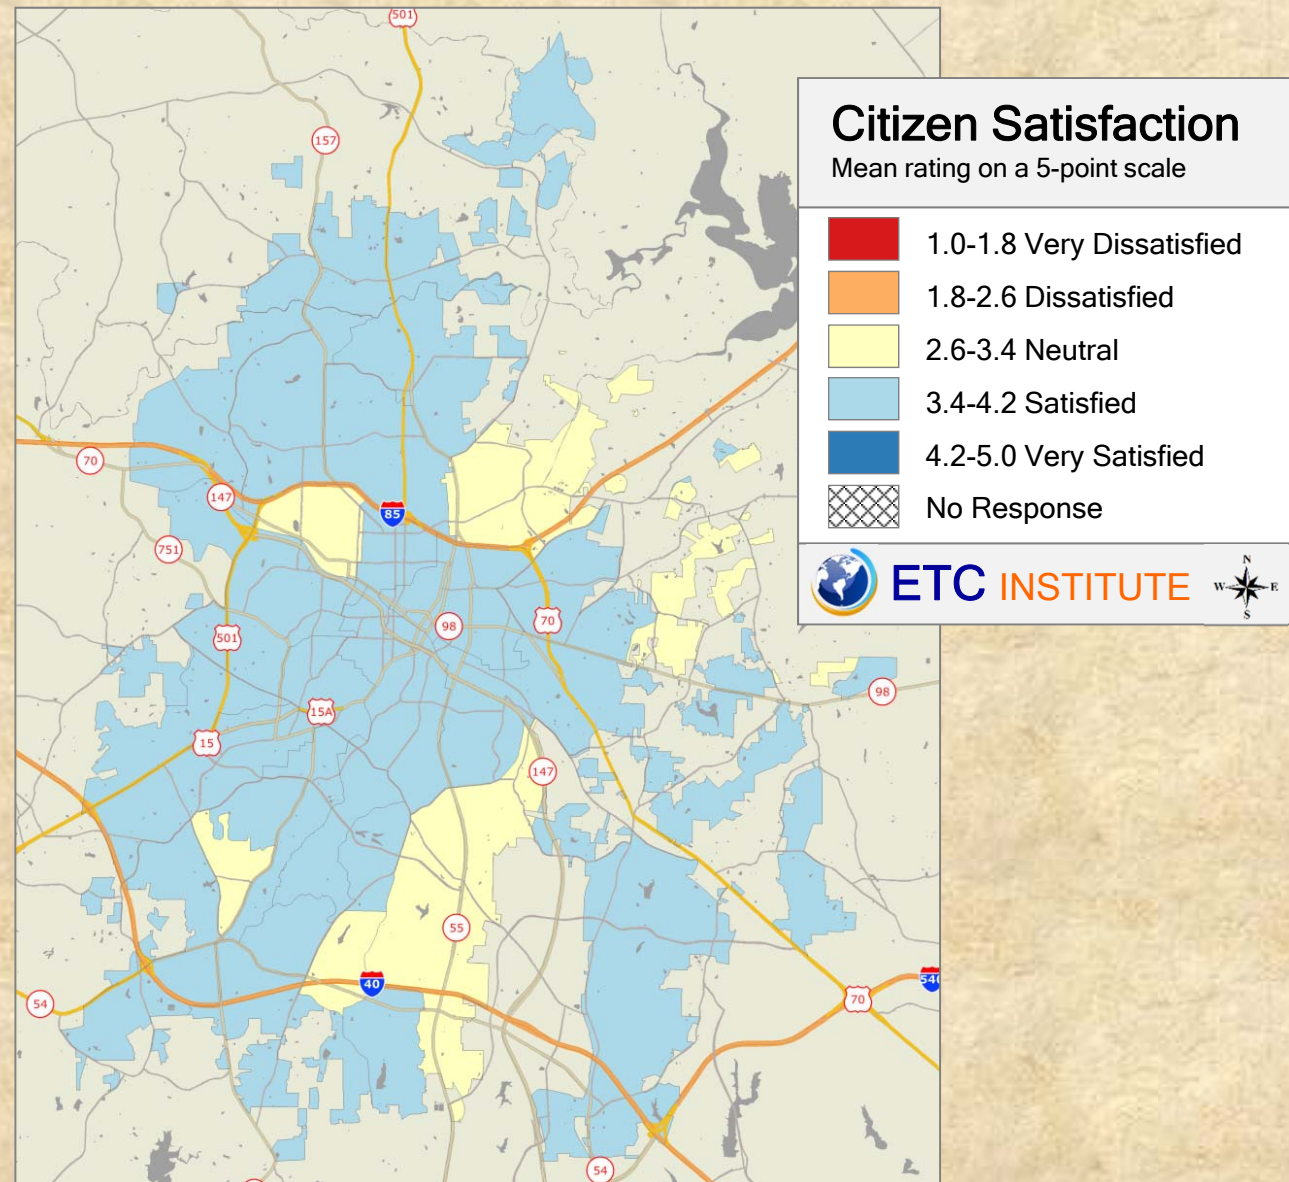 501
157
Citizen Satisfaction
Mean rating on a 5-point scale
1.0-1.8 Very Dissatisfied
1.8-2.6 Dissatisfied
2.6-3.4 Neutral
3.4-4.2 Satisfied
4.2-5.0 Very Satisfied
No Response
ETC INSTITUTE
N
W E
S
70
147
85
751
501
98
70
15A
15
98
147
55
40
54
540
70
54